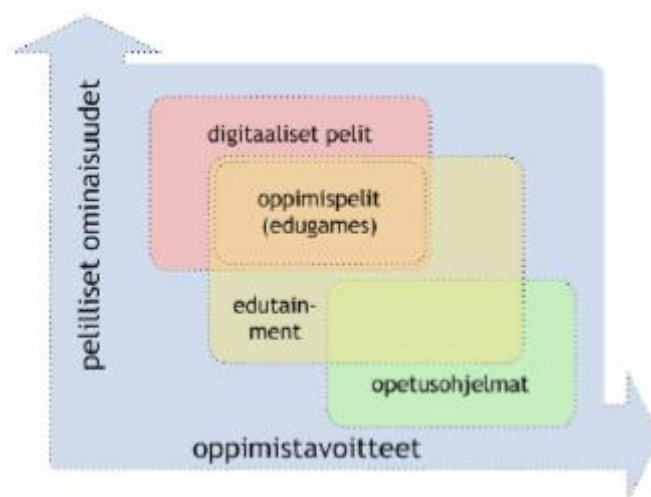 pelilliset ominaisuudet
digitaaliset pelit
oppimispelit
(edugames)
edutain-
ment
opetusohjelmat
oppimistavoitteet